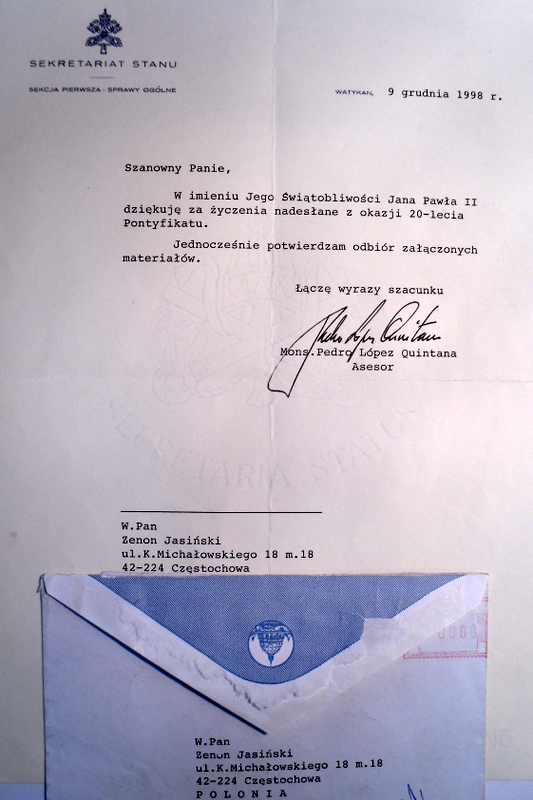 SEKRETARIAT STANU
SEKCJA PIERWSZA - SPRAWY OGÓLNE
WATYKAN, 9 grudnia 1998 r.
Szanowny Panie,
W imieniu Jego Świątobliwości Jana Pawła II
dziękuję za życzenia nadesłane z okazji 20-lecia
Pontyfikatu.
Jednocześnie potwierdzam odbiór załączonych
materiałów.
Łączę wyrazy szacunku
Mons.Pedro López Quintana
Asesor
SECRETARIA STATUS
W.Pan
Zenon Jasiński
ul.K.Michałowskiego 18 m.18
42-224 Częstochowa
W.Pan
Zenon Jasiński
ul.K.Michałowskiego 18 m.18
42-224 Częstochowa
P O L O N I A